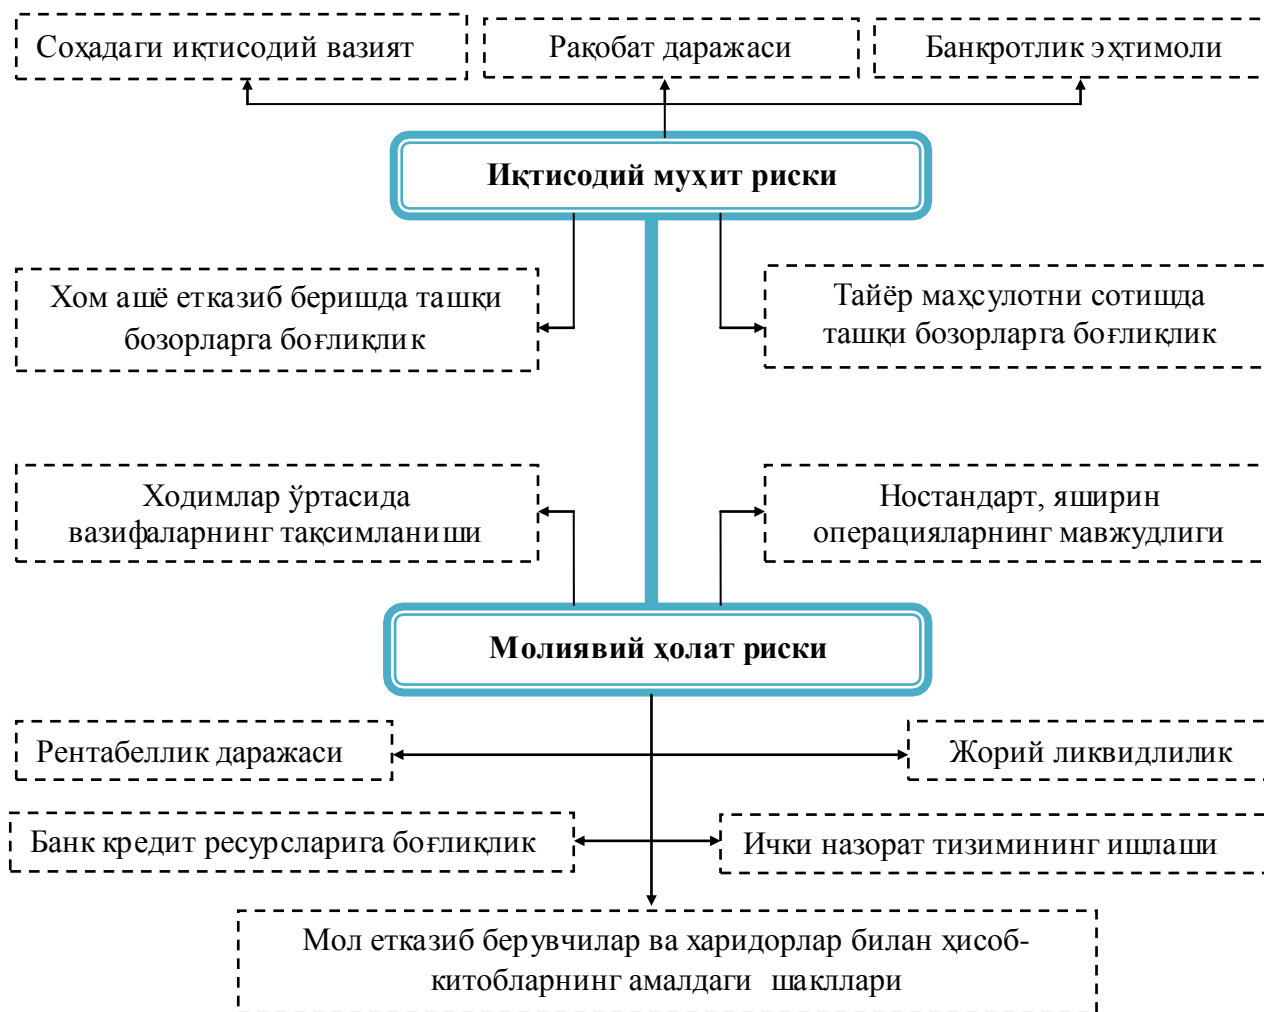 Соҳадаги иқтисодий вазият
Рақобат даражаси
Банкротлик эҳтимоли
Иқтисодий муҳит риски
Хом ашё етказиб беришда ташқи
бозорларга боғлиқлик
Тайёр маҳсулотни сотишда
ташқи бозорларга боғлиқлик
Ходимлар ўртасида
вазифаларнинг тақсимланиши
Ностандарт, яширин
операцияларнинг мавжудлиги
Молиявий ҳолат риски
Рентабеллик даражаси
Жорий ликвидлилик
Банк кредит ресурсларига боғлиқлик
Ички назорат тизимининг ишлаши
Мол етказиб берувчилар ва харидорлар билан ҳисоб-
китобларнинг амалдаги шакллари